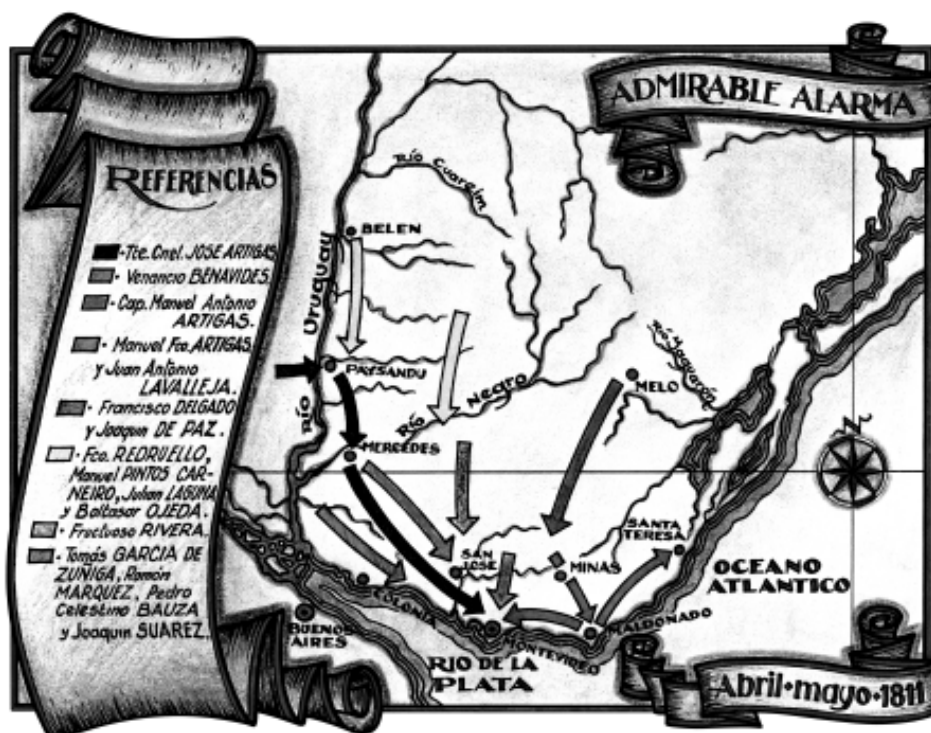 ADMIRABLE ALARMA
REFERENCIAS
Tte. Cnel. JOSE ARTIGAS
Venancio BENAVIDES.
Cap. Manuel Antonio
ARTIGAS.
Manuel Fco. ARTIGAS
y Juan Antonio
LAVALLEJA.
Francisco DELGADO
y Joaquin DE PAZ.
Fco. REDRUELLO,
Manuel PINTOS CAR-
NEIRO, Julian LAGUNA
y Baltasar OJEDA.
Fructuoso RIVERA.
Tomás GARCIA DE
ZUÑIGA, Ramón
MARQUEZ, Pedro
Celestino BAUZA
y Joaquin SUAREZ.
RÍO CUAREIM
BELEN
RÍO URUGUAY
PAYSANDU
RÍO NEGRO
MELO
Río Yaguarón
MERCEDES
N
SANTA
TERESA
SAN
JOSE
MINAS
OCEANO
ATLANTICO
COLONIA
BUENOS
AIRES
MONTEVIDEO
MALDONADO
RIO DE LA
PLATA
Abril-mayo-1811